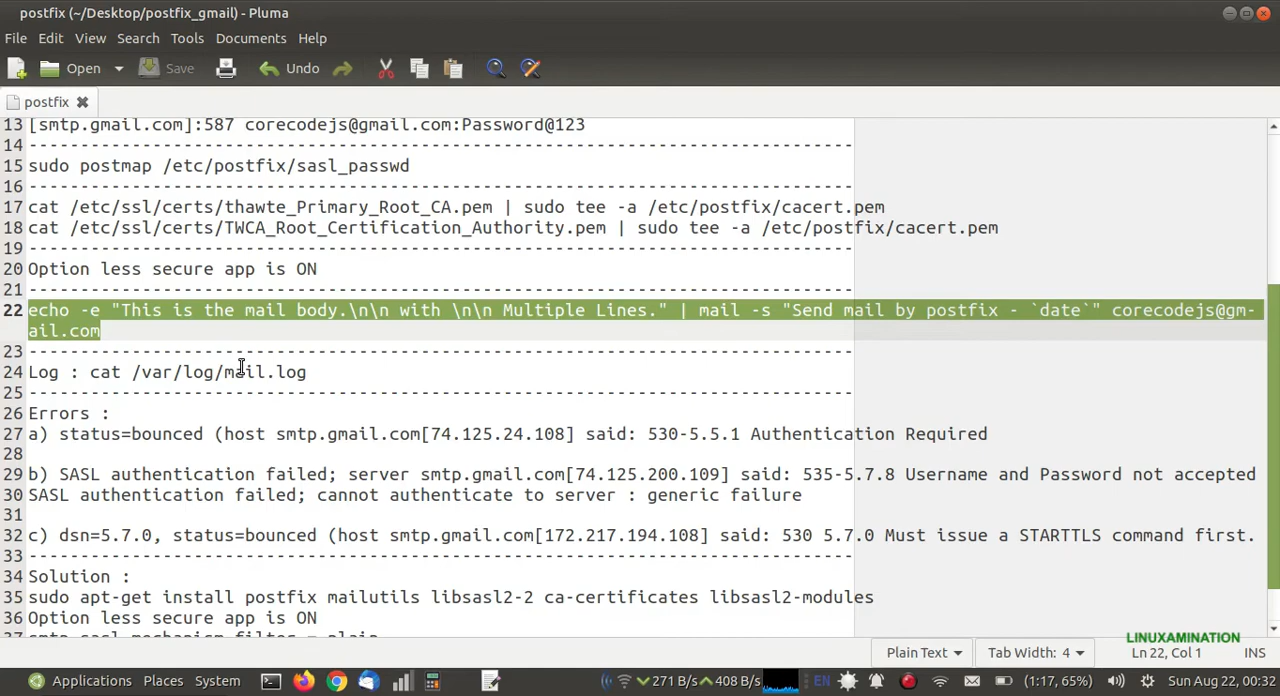 postfix (~/Desktop/postfix_gmail) - Pluma
File Edit View Search Tools Documents Help
Open Save Undo
postfix
13 [smtp.gmail.com]:587 corecodejs@gmail.com:Password@123
14 --------------------------------------------------------------------------------
15 sudo postmap /etc/postfix/sasl_passwd
16 --------------------------------------------------------------------------------
17 cat /etc/ssl/certs/thawte_Primary_Root_CA.pem | sudo tee -a /etc/postfix/cacert.pem
18 cat /etc/ssl/certs/TWCA_Root_Certification_Authority.pem | sudo tee -a /etc/postfix/cacert.pem
19 --------------------------------------------------------------------------------
20 Option less secure app is ON
21 --------------------------------------------------------------------------------
22 echo -e "This is the mail body.\n\n with \n\n Multiple Lines." | mail -s "Send mail by postfix - `date`" corecodejs@gm-
ail.com
23 --------------------------------------------------------------------------------
24 Log : cat /var/log/mail.log
25 --------------------------------------------------------------------------------
26 Errors :
27 a) status=bounced (host smtp.gmail.com[74.125.24.108] said: 530-5.5.1 Authentication Required
28
29 b) SASL authentication failed; server smtp.gmail.com[74.125.200.109] said: 535-5.7.8 Username and Password not accepted
30 SASL authentication failed; cannot authenticate to server : generic failure
31
32 c) dsn=5.7.0, status=bounced (host smtp.gmail.com[172.217.194.108] said: 530 5.7.0 Must issue a STARTTLS command first.
33 --------------------------------------------------------------------------------
34 Solution :
35 sudo apt-get install postfix mailutils libsasl2-2 ca-certificates libsasl2-modules
36 Option less secure app is ON
37 smtp_sasl_mechanism_filter = plain
LINUXAMINATION
Plain Text Tab Width: 4 Ln 22, Col 1 INS
Applications Places System 271 B/s 408 B/s EN (1:17, 65%) Sun Aug 22, 00:32